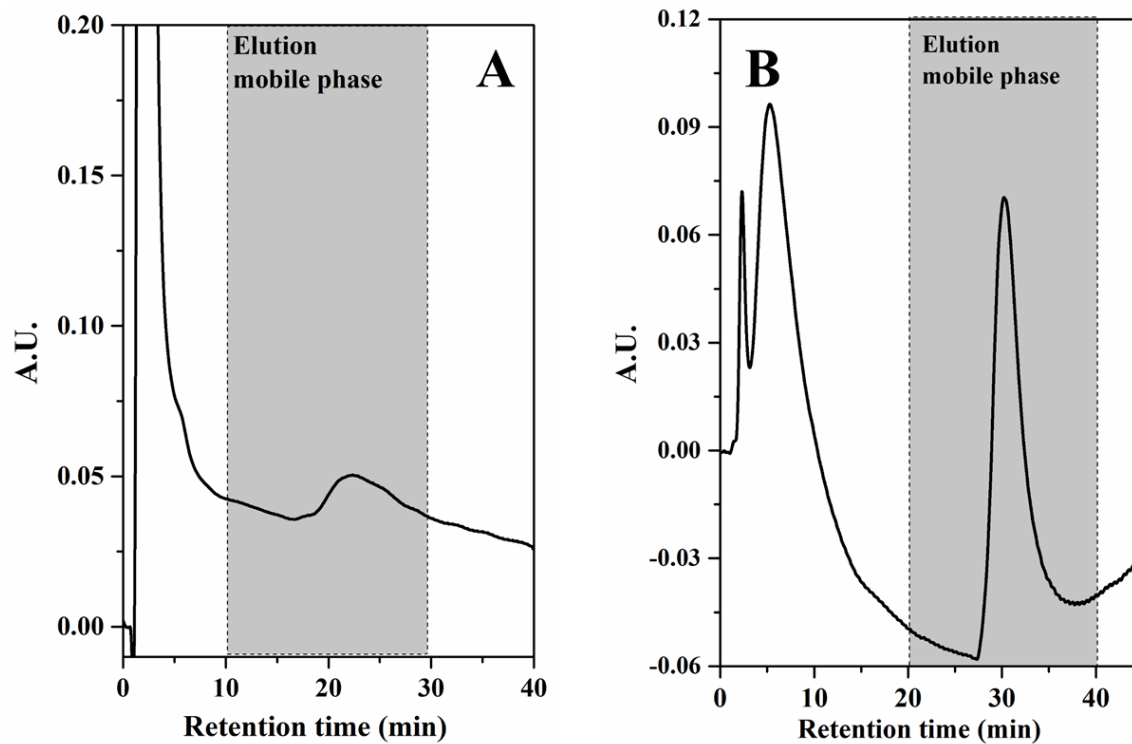 0.20
0.15
0.10
0.05
0.00
A.U.
Elution
mobile phase
A
0 10 20 30 40
Retention time (min)
0.12
0.09
0.06
0.03
0.00
-0.03
-0.06
A.U.
B
Elution
mobile phase
0 10 20 30 40
Retention time (min)